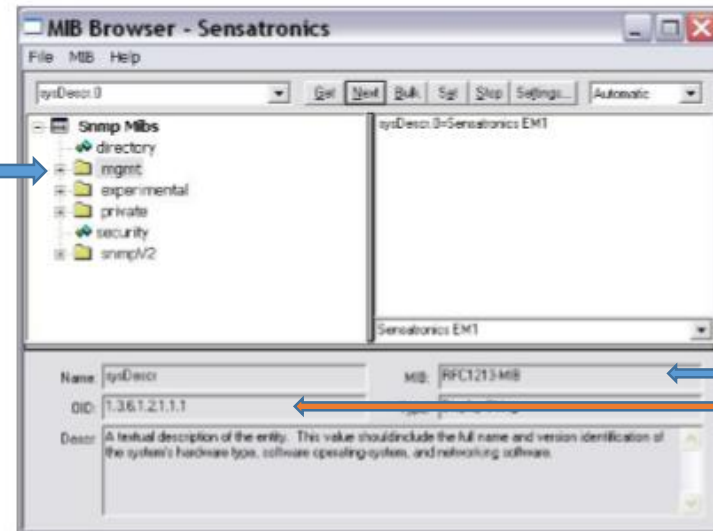 MIB Browser - Sensatronics
File MIB Help
sysDescr.0 Get Next Bulk Set Stop Settings... Automatic
Snmp Mibs
directory
mgmt
experimental
private
security
snmpV2
sysDescr.0=Sensatronics EM1
Sensatronics EM1
Name: sysDescr MIB: RFC1213-MIB
OID: 1.3.6.1.2.1.1.1
Descr: A textual description of the entity. This value shouldinclude the full name and version identification of
the system's hardware type, software operating-system, and networking software.